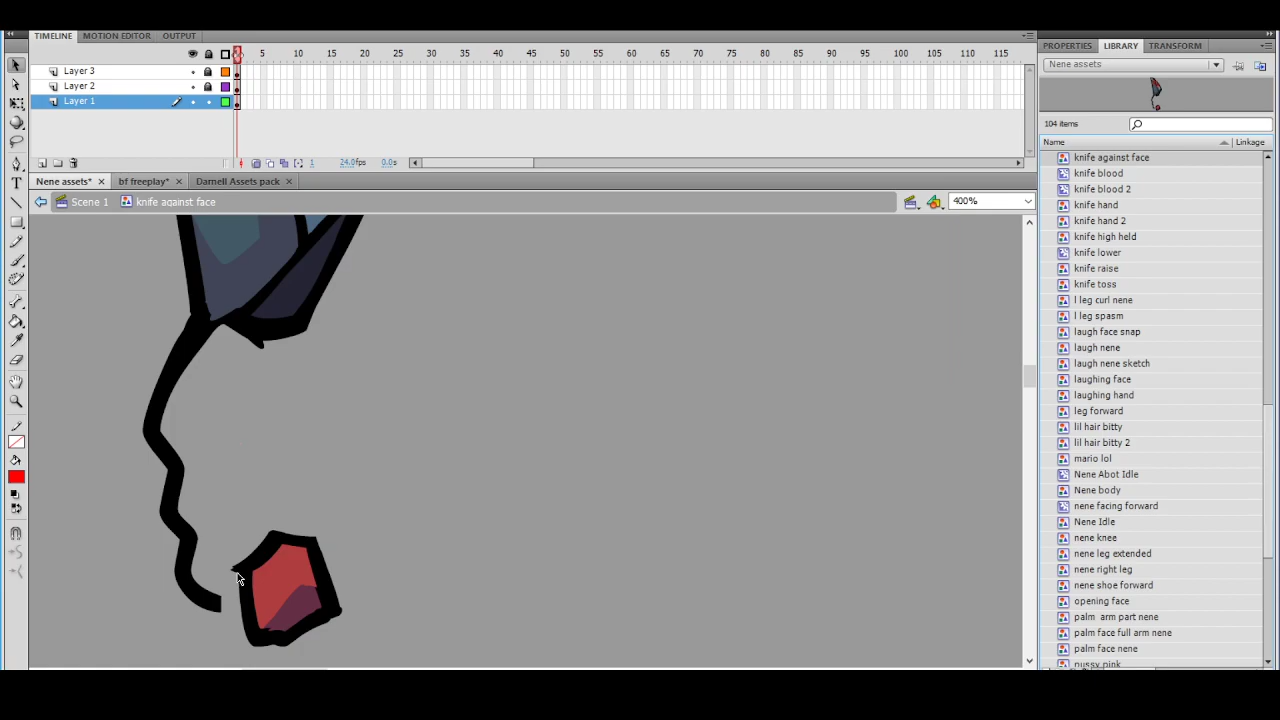 TIMELINE MOTION EDITOR OUTPUT
PROPERTIES LIBRARY TRANSFORM
5 10 15 20 25 30 35 40 45 50 55 60 65 70 75 80 85 90 95 100 105 110 115
Nene assets
Layer 3
Layer 2
Layer 1
104 items
Name Linkage
1 24.0fps 0.0s
Nene assets* bf freeplay* Darnell Assets pack
Scene 1 knife against face 400%
knife against face
knife blood
knife blood 2
knife hand
knife hand 2
knife high held
knife lower
knife raise
knife toss
l leg curl nene
l leg spasm
laugh face snap
laugh nene
laugh nene sketch
laughing face
laughing hand
leg forward
lil hair bitty
lil hair bitty 2
mario lol
Nene Abot Idle
Nene body
nene facing forward
Nene Idle
nene knee
nene leg extended
nene right leg
nene shoe forward
opening face
palm arm part nene
palm face full arm nene
palm face nene